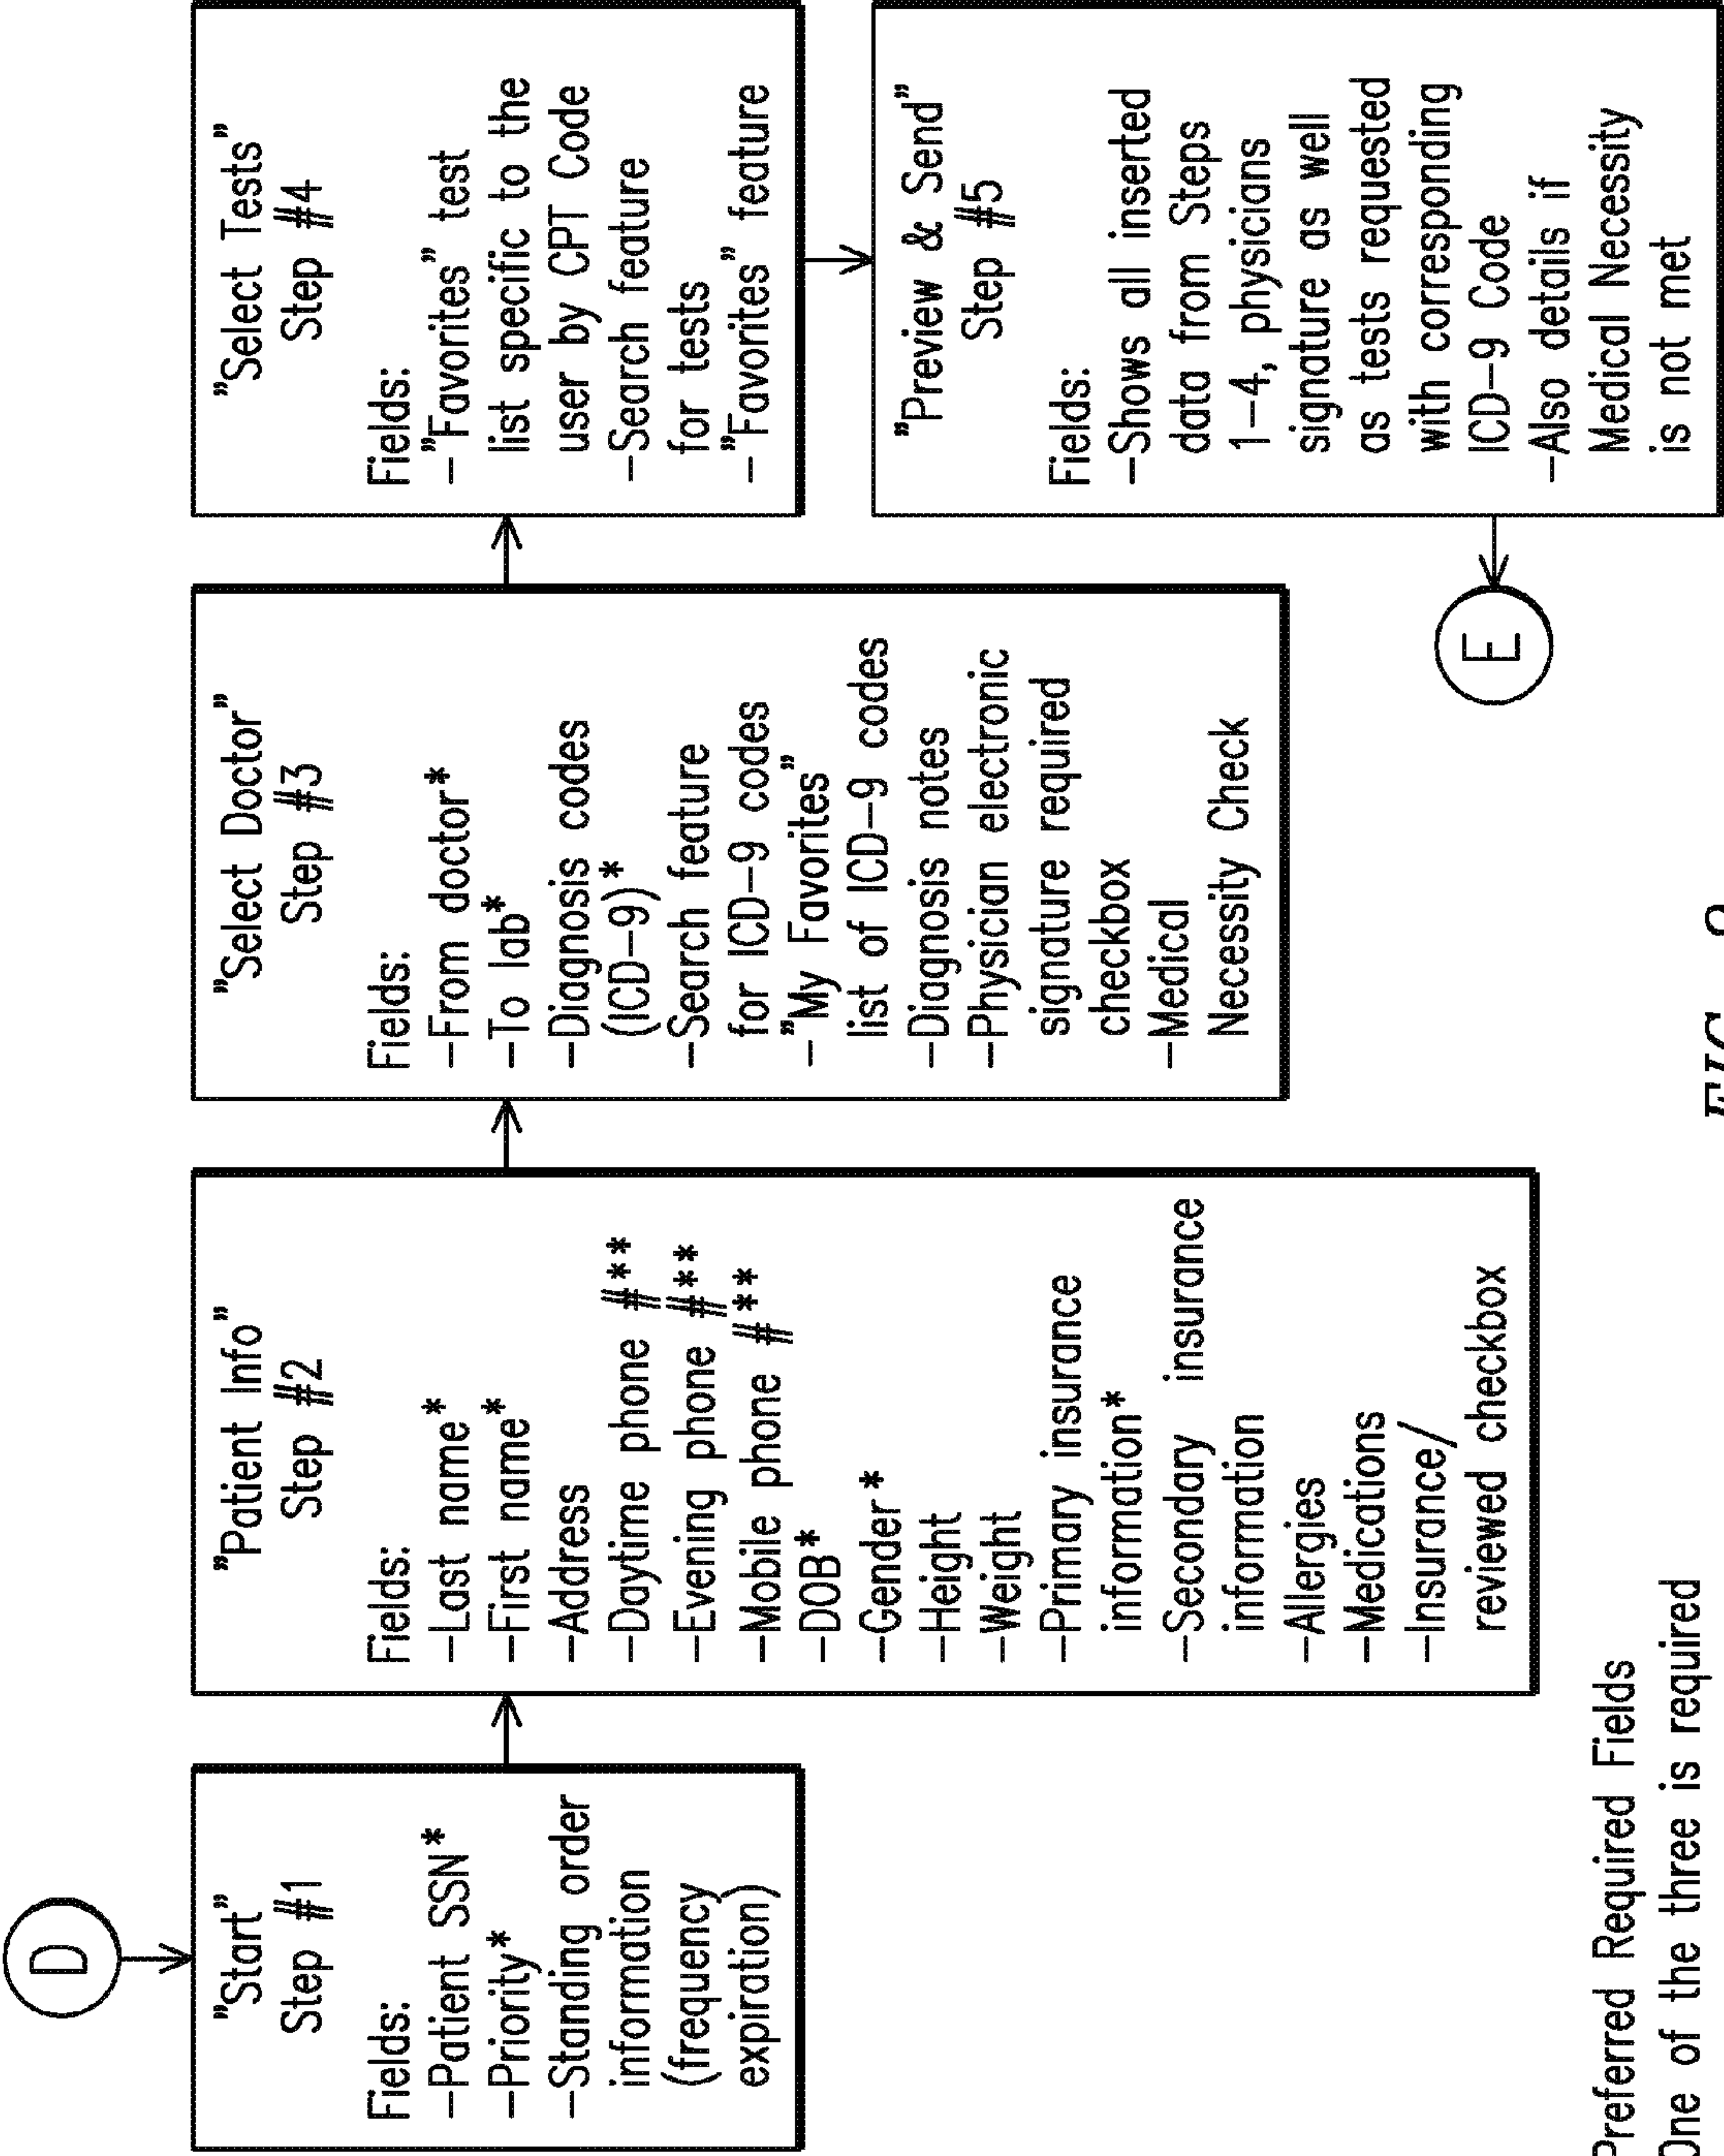 D
"Start"
Step #1
Fields:
-Patient SSN*
-Priority*
-Standing order
information
(frequency
expiration)
"Patient Info"
Step #2
Fields:
-Last name*
-First name*
-Address
-Daytime phone #**
-Evening phone #**
-Mobile phone #**
-DOB*
-Gender*
-Height
-Weight
-Primary insurance
information*
-Secondary insurance
information
-Allergies
-Medications
-Insurance/
reviewed checkbox
"Select Doctor"
Step #3
Fields:
-From doctor*
-To lab*
-Diagnosis codes
(ICD-9)*
-Search feature
for ICD-9 codes
-"My Favorites"
list of ICD-9 codes
-Diagnosis notes
-Physician electronic
signature required
checkbox
-Medical
Necessity Check
"Select Tests"
Step #4
Fields:
-"Favorites" test
list specific to the
user by CPT Code
-Search feature
for tests
-"Favorites" feature
"Preview & Send"
Step #5
Fields:
-Shows all inserted
data from Steps
1-4, physicians
signature as well
as tests requested
with corresponding
ICD-9 Code
-Also details if
Medical Necessity
is not met
E
Preferred Required Fields
One of the three is required
FIG.